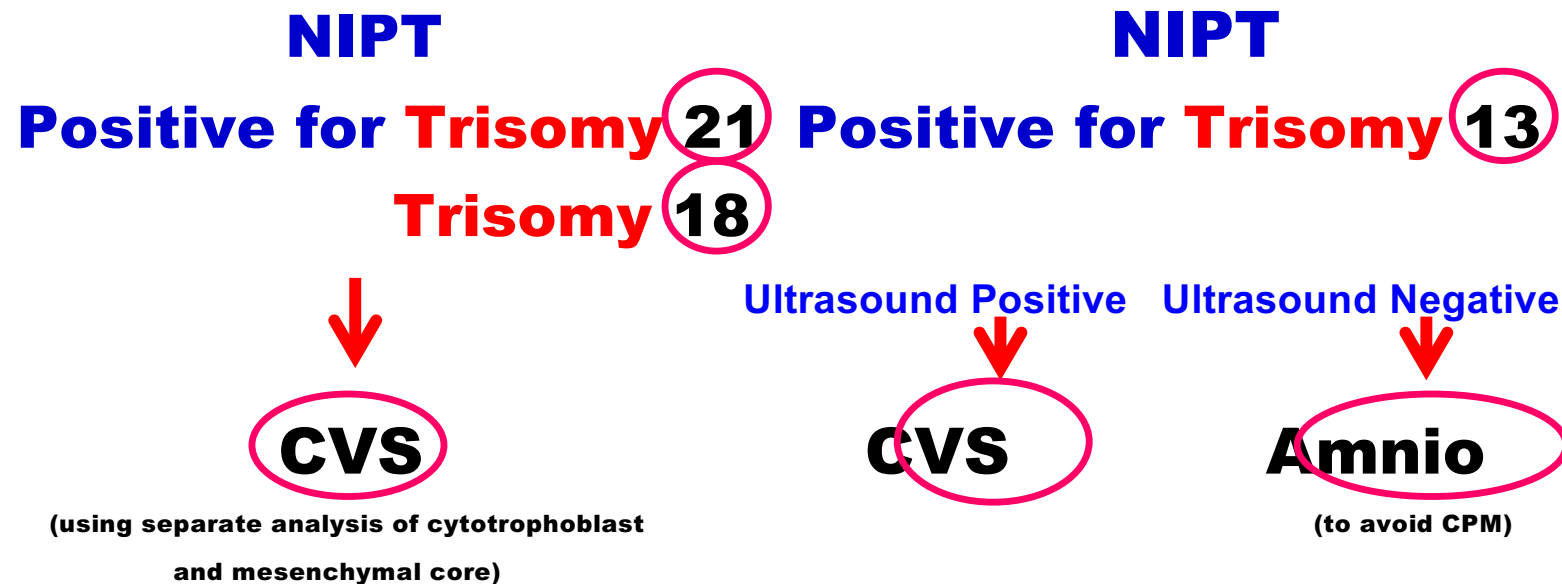 NIPT
Positive for Trisomy 21
Trisomy 18
CVS
(using separate analysis of cytotrophoblast
and mesenchymal core)
NIPT
Positive for Trisomy 13
Ultrasound Positive
CVS
Ultrasound Negative
Amnio
(to avoid CPM)